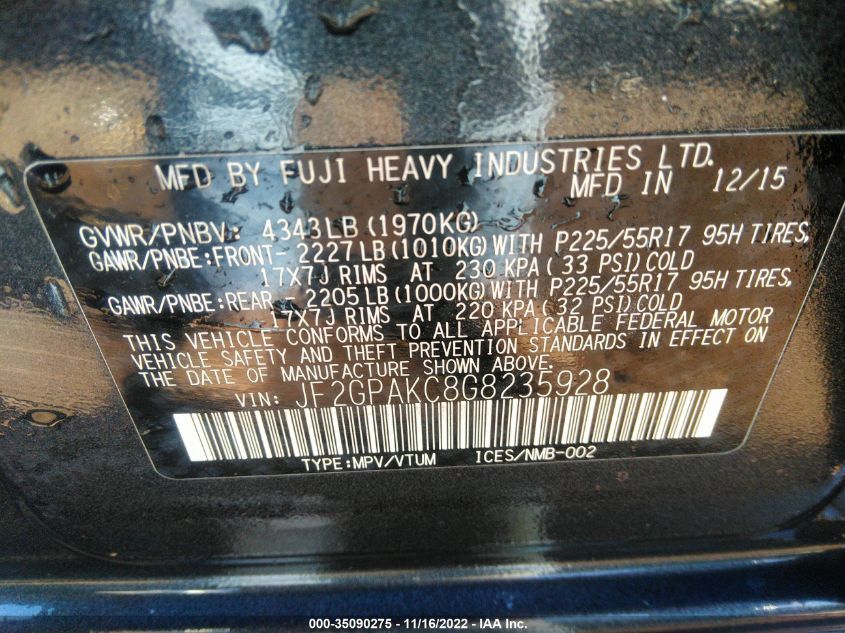 MFD BY FUJI HEAVY INDUSTRIES LTD.
MFD IN 12/15
GVWR/PNBV: 4343LB (1970KG)
GAWR/PNBE:FRONT-2227LB(1010KG)WITH P225/55R17 95H TIRES,
17X7J RIMS AT 230 KPA(33 PSI)COLD
GAWR/PNBE:REAR -2205LB(1000KG)WITH P225/55R17 95H TIRES,
17X7J RIMS AT 220 KPA(32 PSI)COLD
THIS VEHICLE CONFORMS TO ALL APPLICABLE FEDERAL MOTOR
VEHICLE SAFETY AND THEFT PREVENTION STANDARDS IN EFFECT ON
THE DATE OF MANUFACTURE SHOWN ABOVE.
VIN: JF2GPAKC8G8235928
TYPE:MPV/VTUM ICES/NMB-002
000-35090275 - 11/16/2022 - IAA Inc.